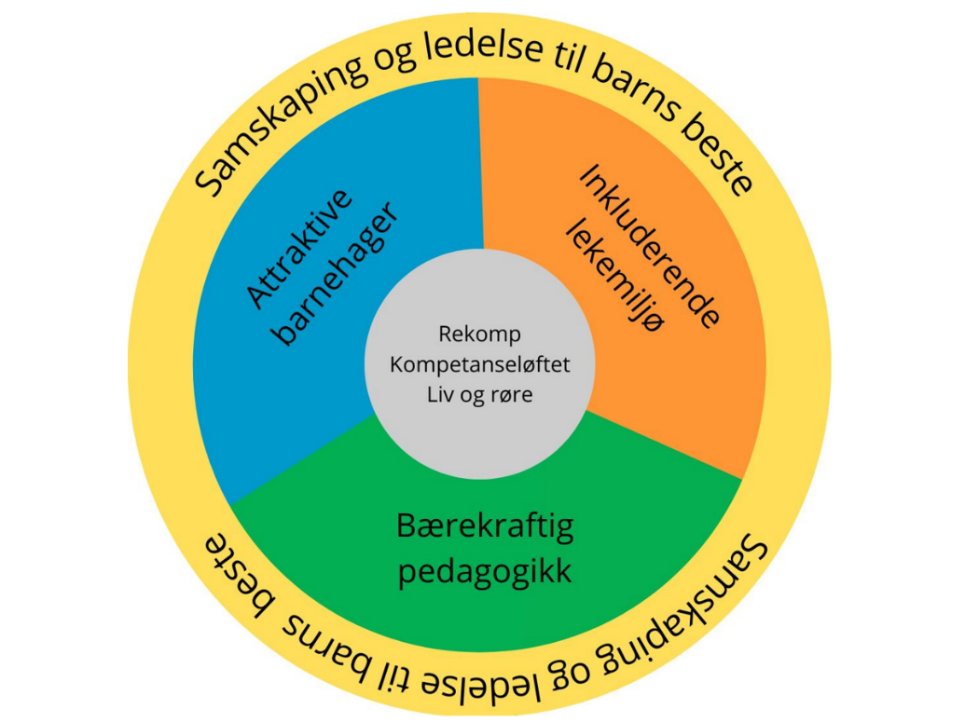 Samskaping og ledelse til barns beste
Attraktive
barnehager
Inkluderende
lekemiljø
Rekomp
Kompetanseløftet
Liv og røre
Bærekraftig
pedagogikk
Samskaping og ledelse til barns beste